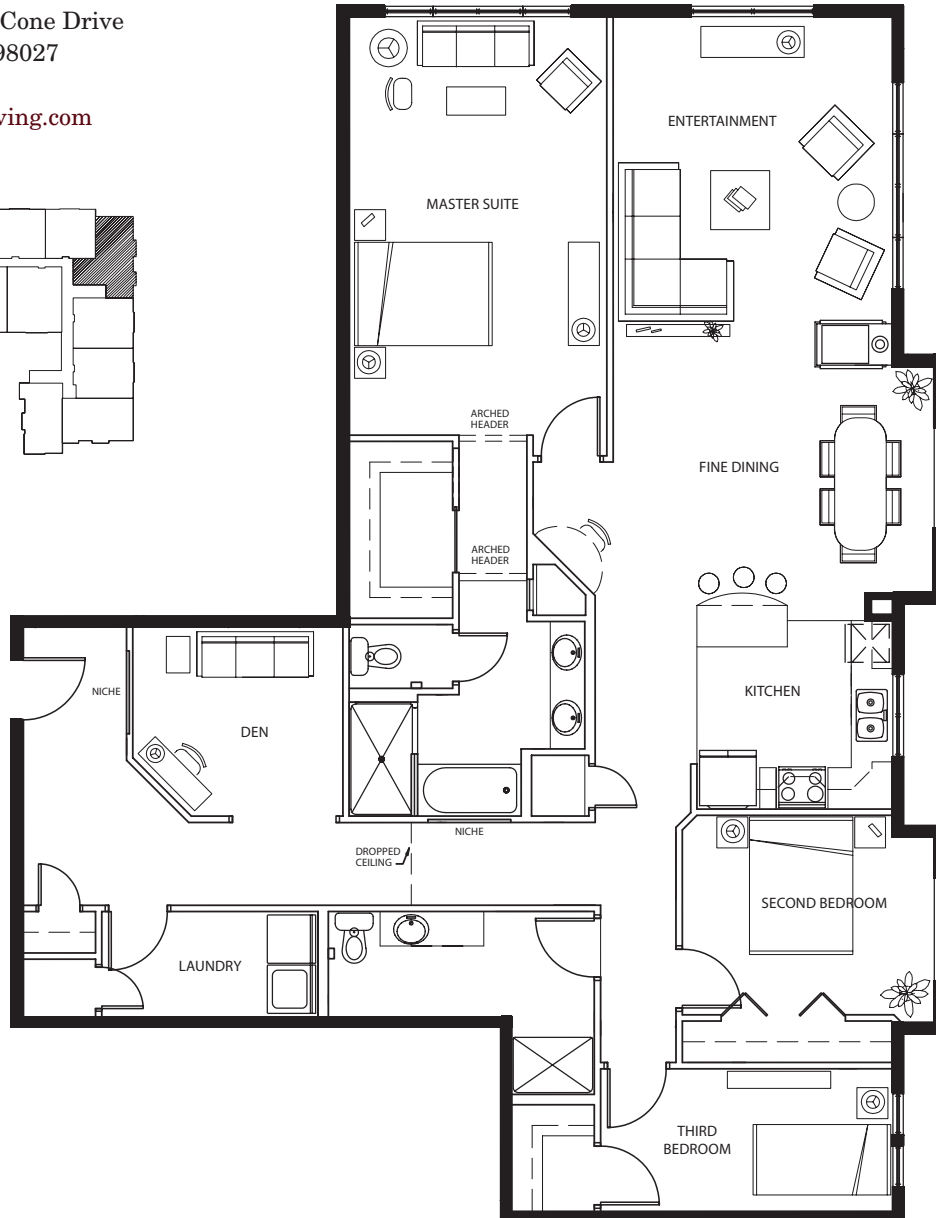 Cone Drive
98027
ving.com
ENTERTAINMENT
MASTER SUITE
ARCHED
HEADER
FINE DINING
ARCHED
HEADER
KITCHEN
NICHE
DEN
NICHE
DROPPED
CEILING
SECOND BEDROOM
LAUNDRY
THIRD
BEDROOM